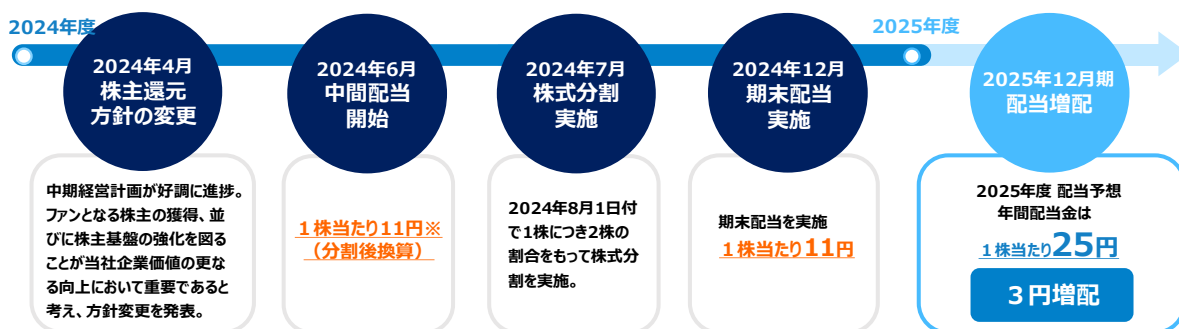 2024年度
2025年度
2024年4月
株主還元
方針の変更
中期経営計画が好調に進捗。
ファンとなる株主の獲得、並
びに株主基盤の強化を図る
ことが当社企業価値の更な
る向上において重要であると
考え、方針変更を発表。
2024年6月
中間配当
開始
1株当たり11円※
（分割後換算）
2024年7月
株式分割
実施
2024年8月1日付
で1株につき2株の
割合をもって株式分
割を実施。
2024年12月
期末配当
実施
期末配当を実施
1株当たり11円
2025年12月期
配当増配
2025年度 配当予想
年間配当金は
1株当たり25円
３円増配